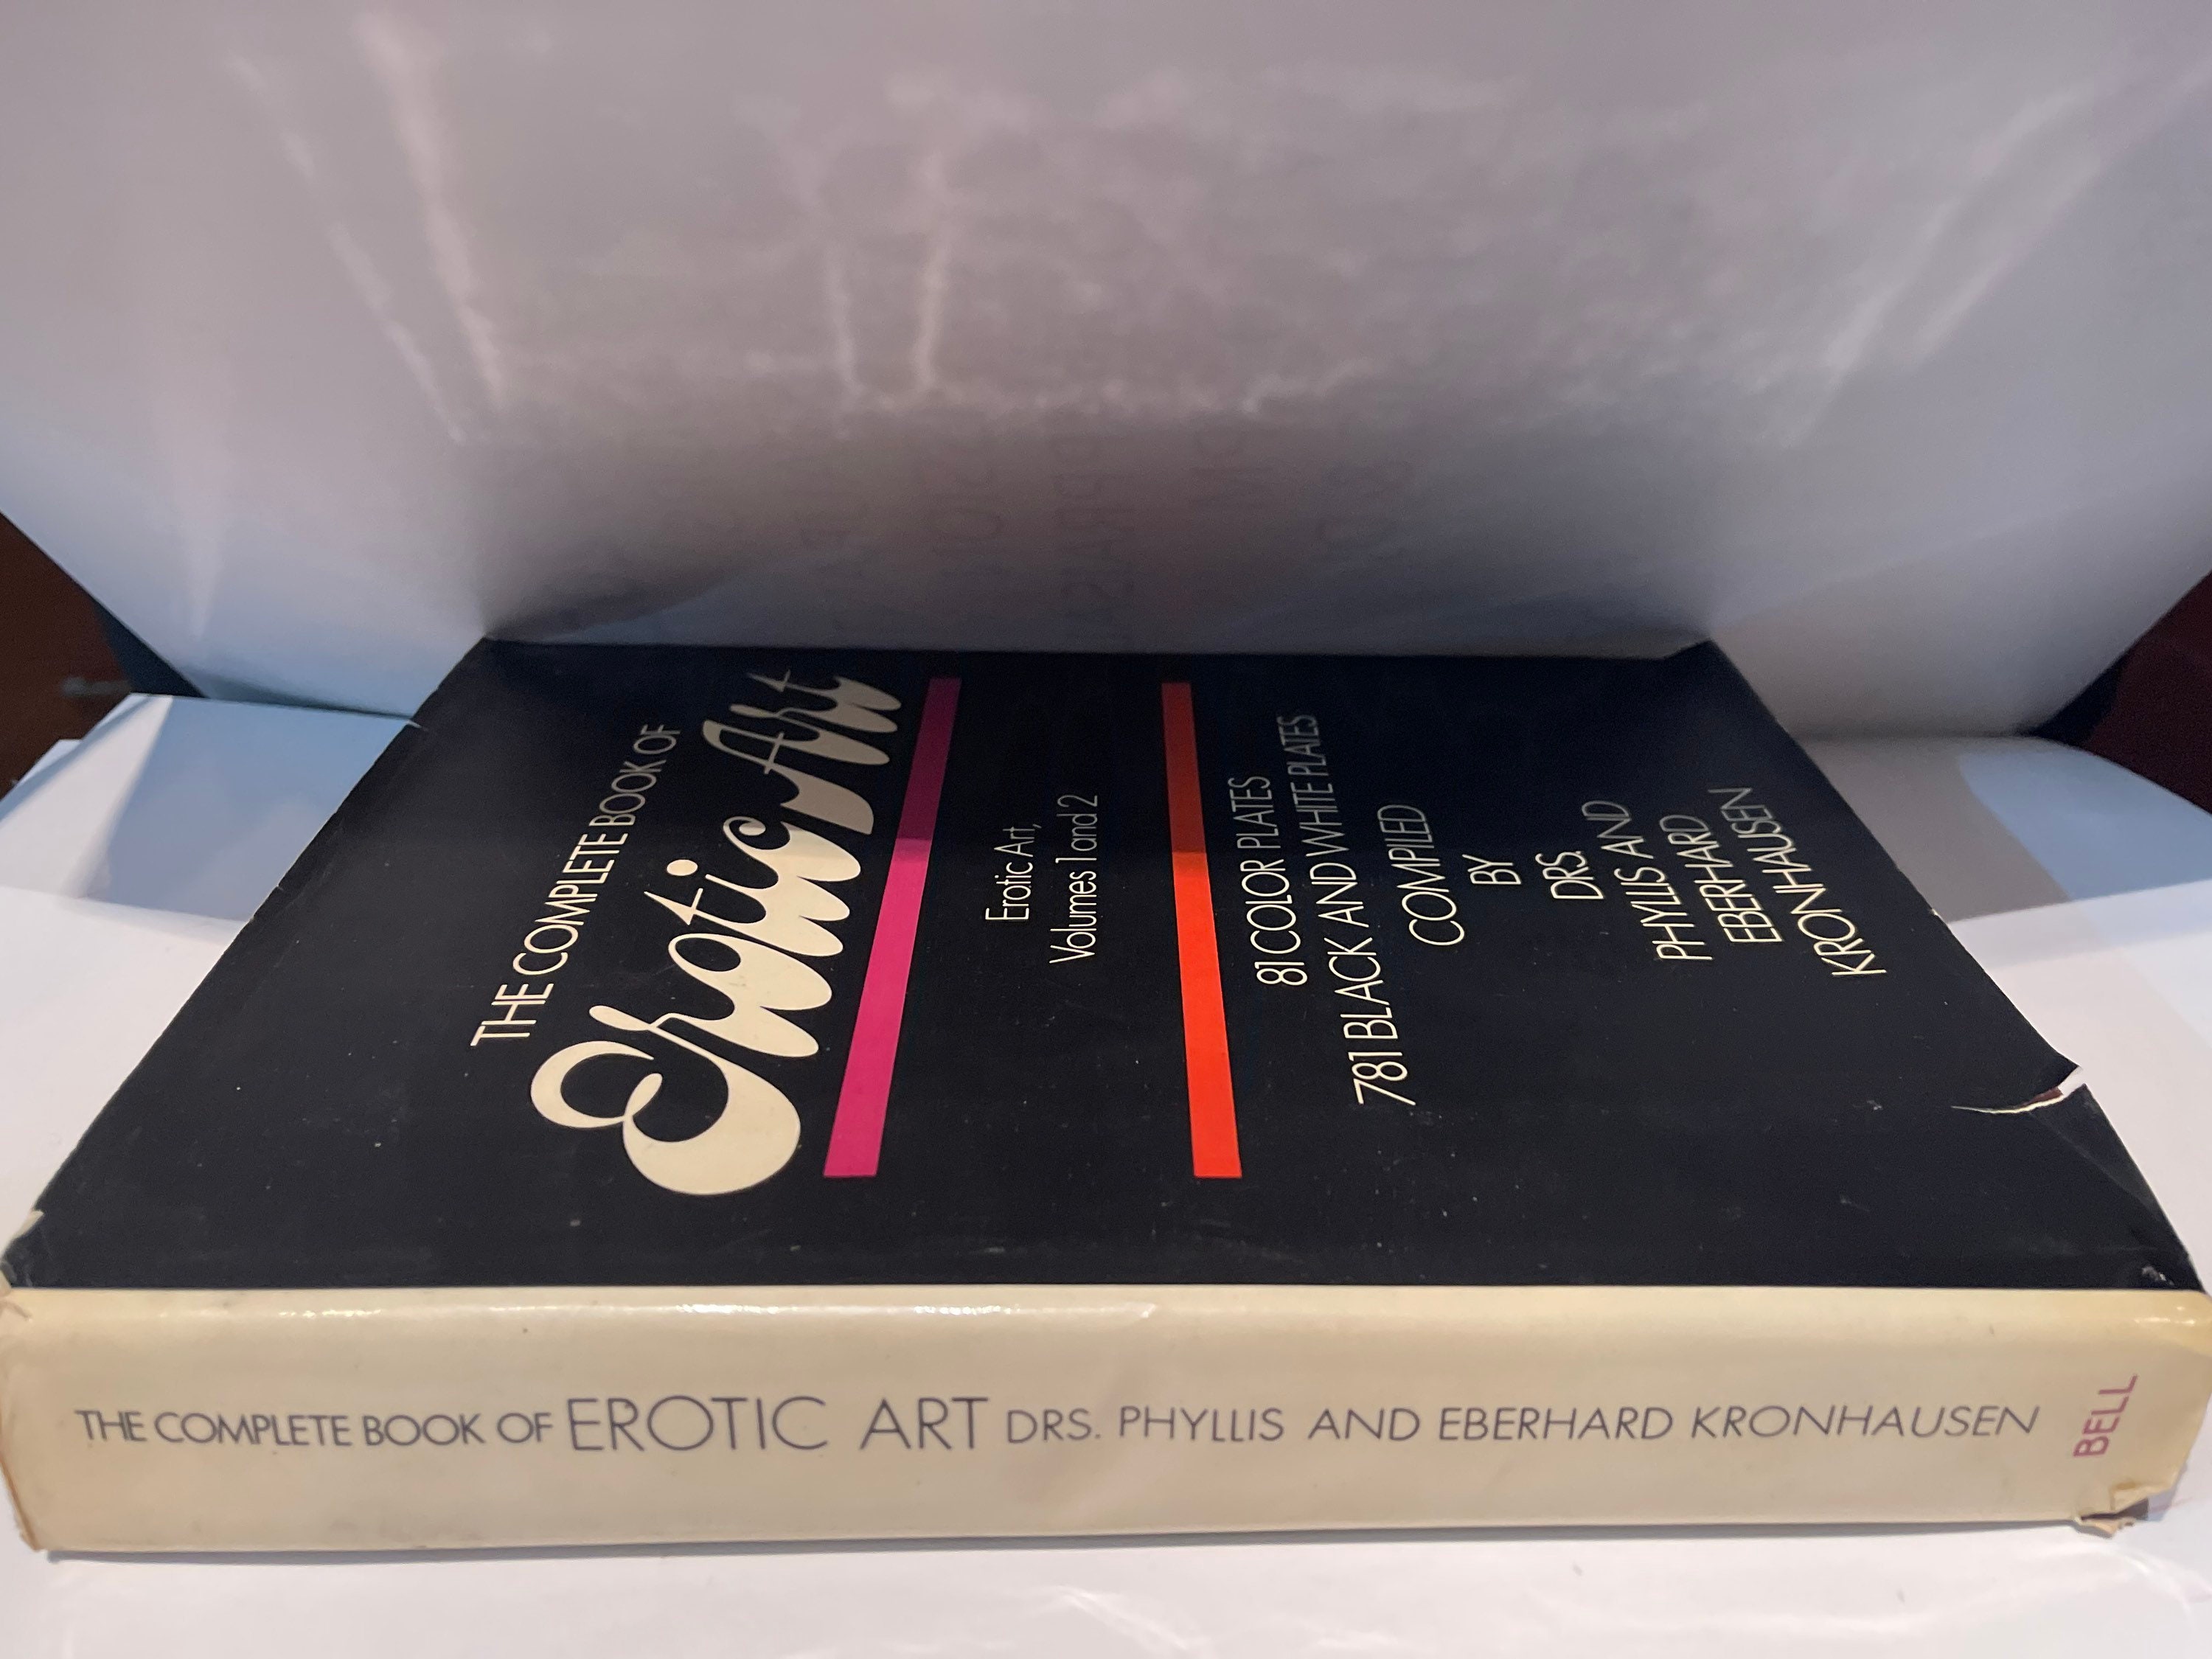 THE COMPLETE BOOK OF
Erotic Art
Erotic Art,
Volumes 1 and 2
81 COLOR PLATES
781 BLACK AND WHITE PLATES
COMPILED
BY
DRS.
PHYLLIS AND
EBERHARD
KRONHAUSEN
THE COMPLETE BOOK OF EROTIC ART DRS. PHYLLIS AND EBERHARD KRONHAUSEN BELL